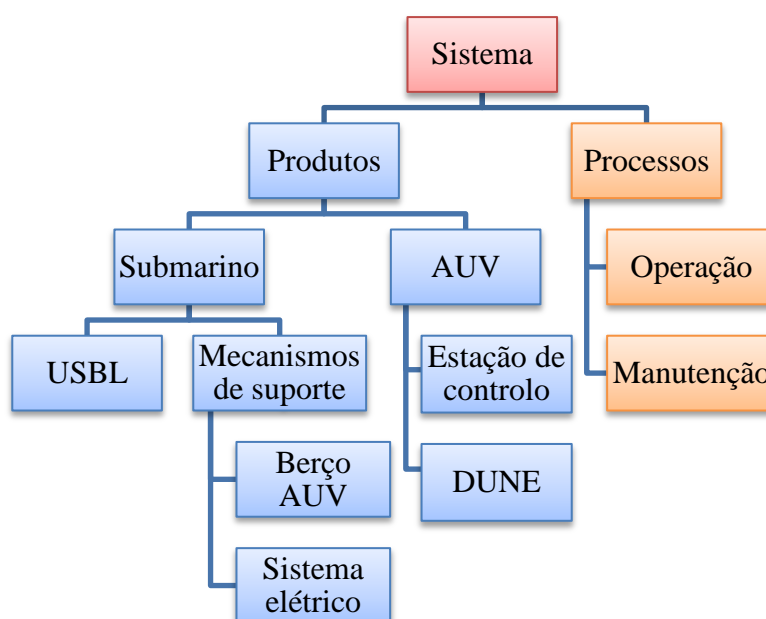 Sistema
Produtos
Processos
Submarino
AUV
Operação
USBL
Mecanismos
de suporte
Estação de
controlo
Manutenção
Berço
AUV
DUNE
Sistema
elétrico